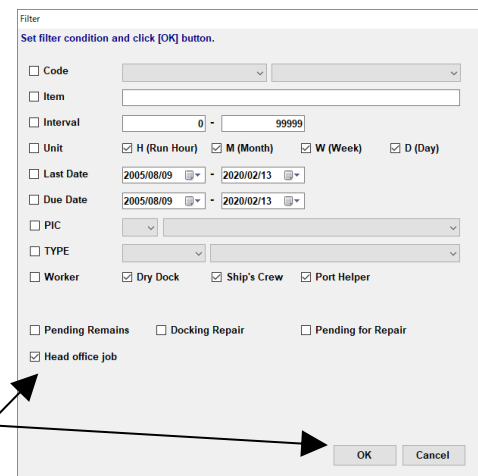 Filter
Set filter condition and click [OK] button.
Code
Item
Interval 0 - 99999
Unit H (Run Hour) M (Month) W (Week) D (Day)
Last Date 2005/08/09 - 2020/02/13
Due Date 2005/08/09 - 2020/02/13
PIC
TYPE
Worker Dry Dock Ship's Crew Port Helper
Pending Remains Docking Repair Pending for Repair
Head office job
OK Cancel